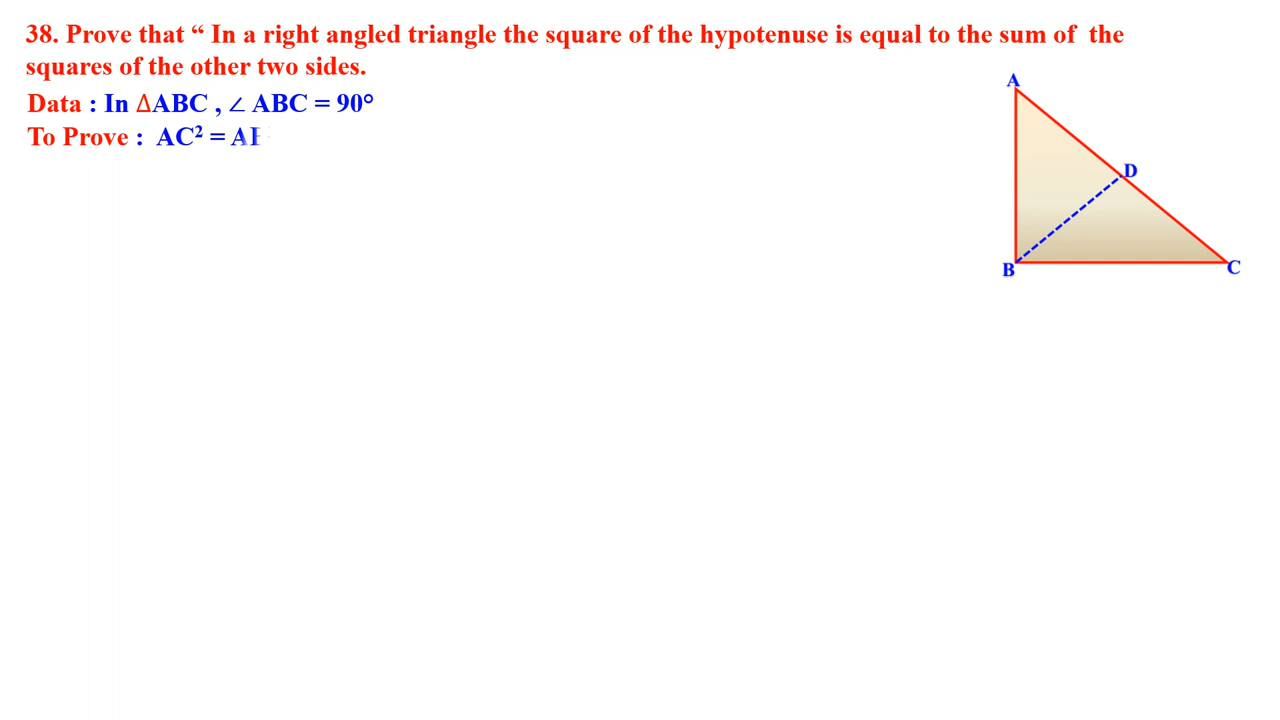 38. Prove that “ In a right angled triangle the square of the hypotenuse is equal to the sum of the
squares of the other two sides.
Data : In ΔABC , ∠ ABC = 90°
To Prove : AC² =
A
D
B
C